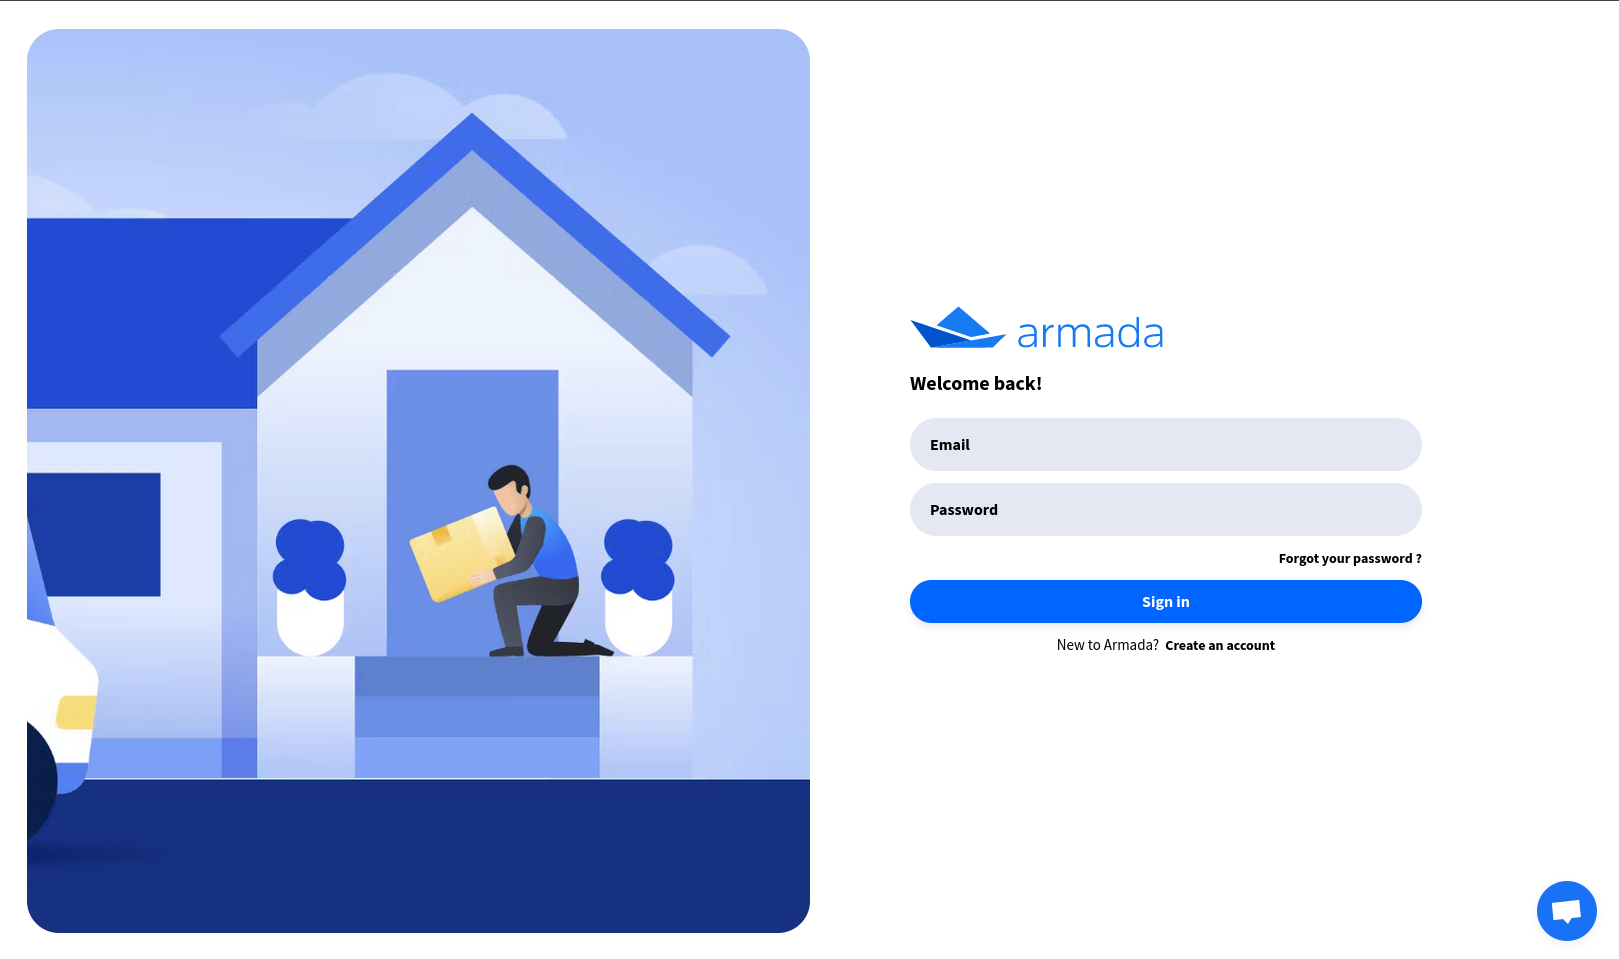 armada
Welcome back!
Email
Password
Forgot your password ?
Sign in
New to Armada? Create an account